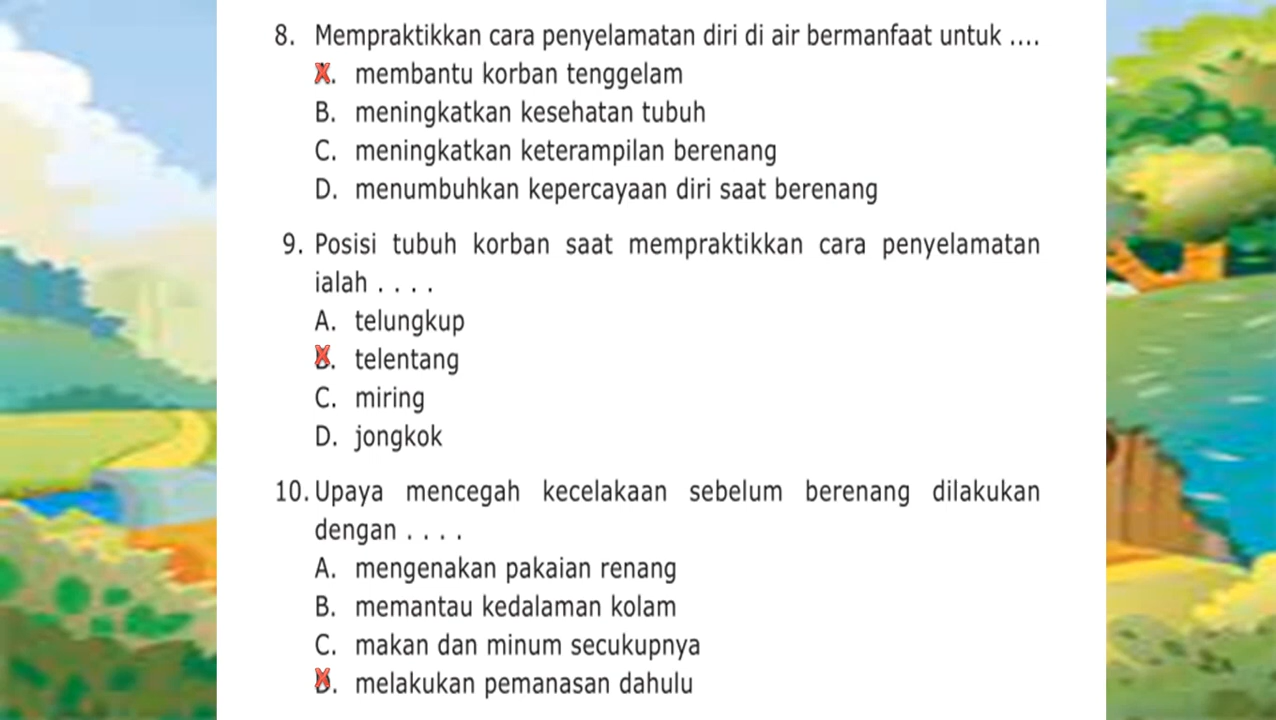 8. Mempraktikkan cara penyelamatan diri di air bermanfaat untuk ....
X. membantu korban tenggelam
B. meningkatkan kesehatan tubuh
C. meningkatkan keterampilan berenang
D. menumbuhkan kepercayaan diri saat berenang
9. Posisi tubuh korban saat mempraktikkan cara penyelamatan
ialah . . . .
A. telungkup
B. telentang
C. miring
D. jongkok
10. Upaya mencegah kecelakaan sebelum berenang dilakukan
dengan . . . .
A. mengenakan pakaian renang
B. memantau kedalaman kolam
C. makan dan minum secukupnya
D. melakukan pemanasan dahulu